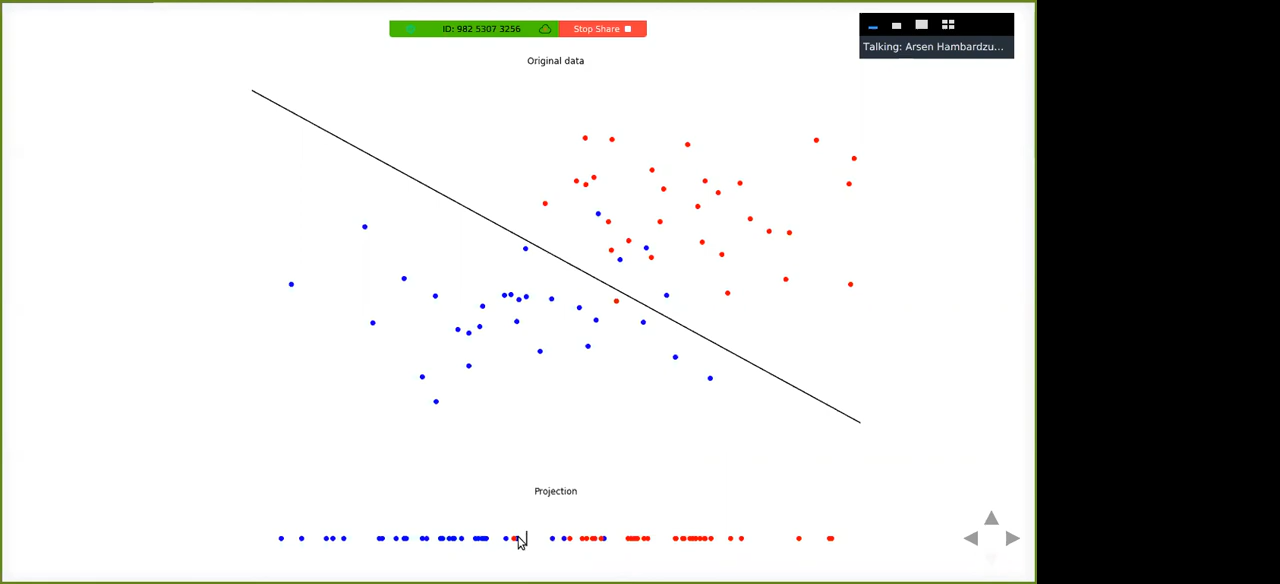 ID: 982 5307 3256
Stop Share
Talking: Arsen Hambardzu...
Original data
Projection